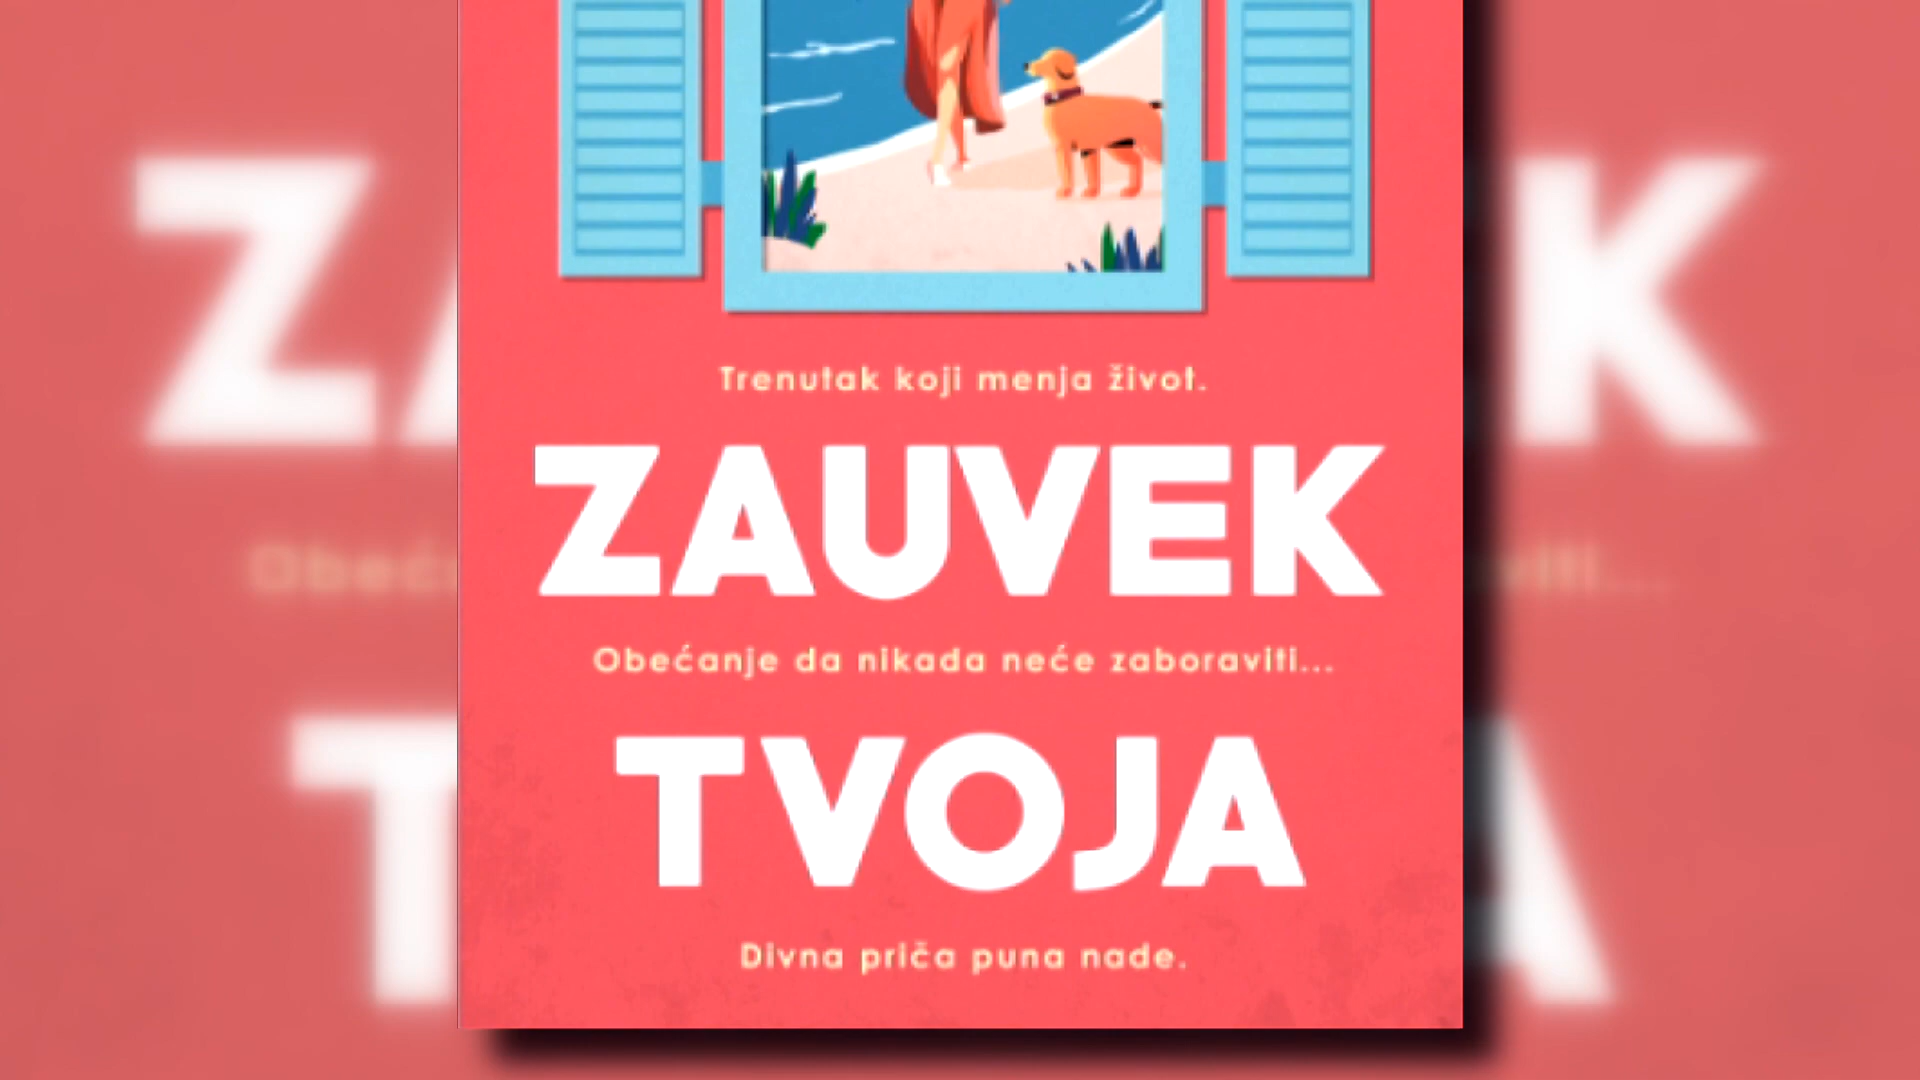 Trenutak koji menja život.
ZAUVEK
Obećanje da nikada neće zaboraviti...
TVOJA
Divna priča puna nade.